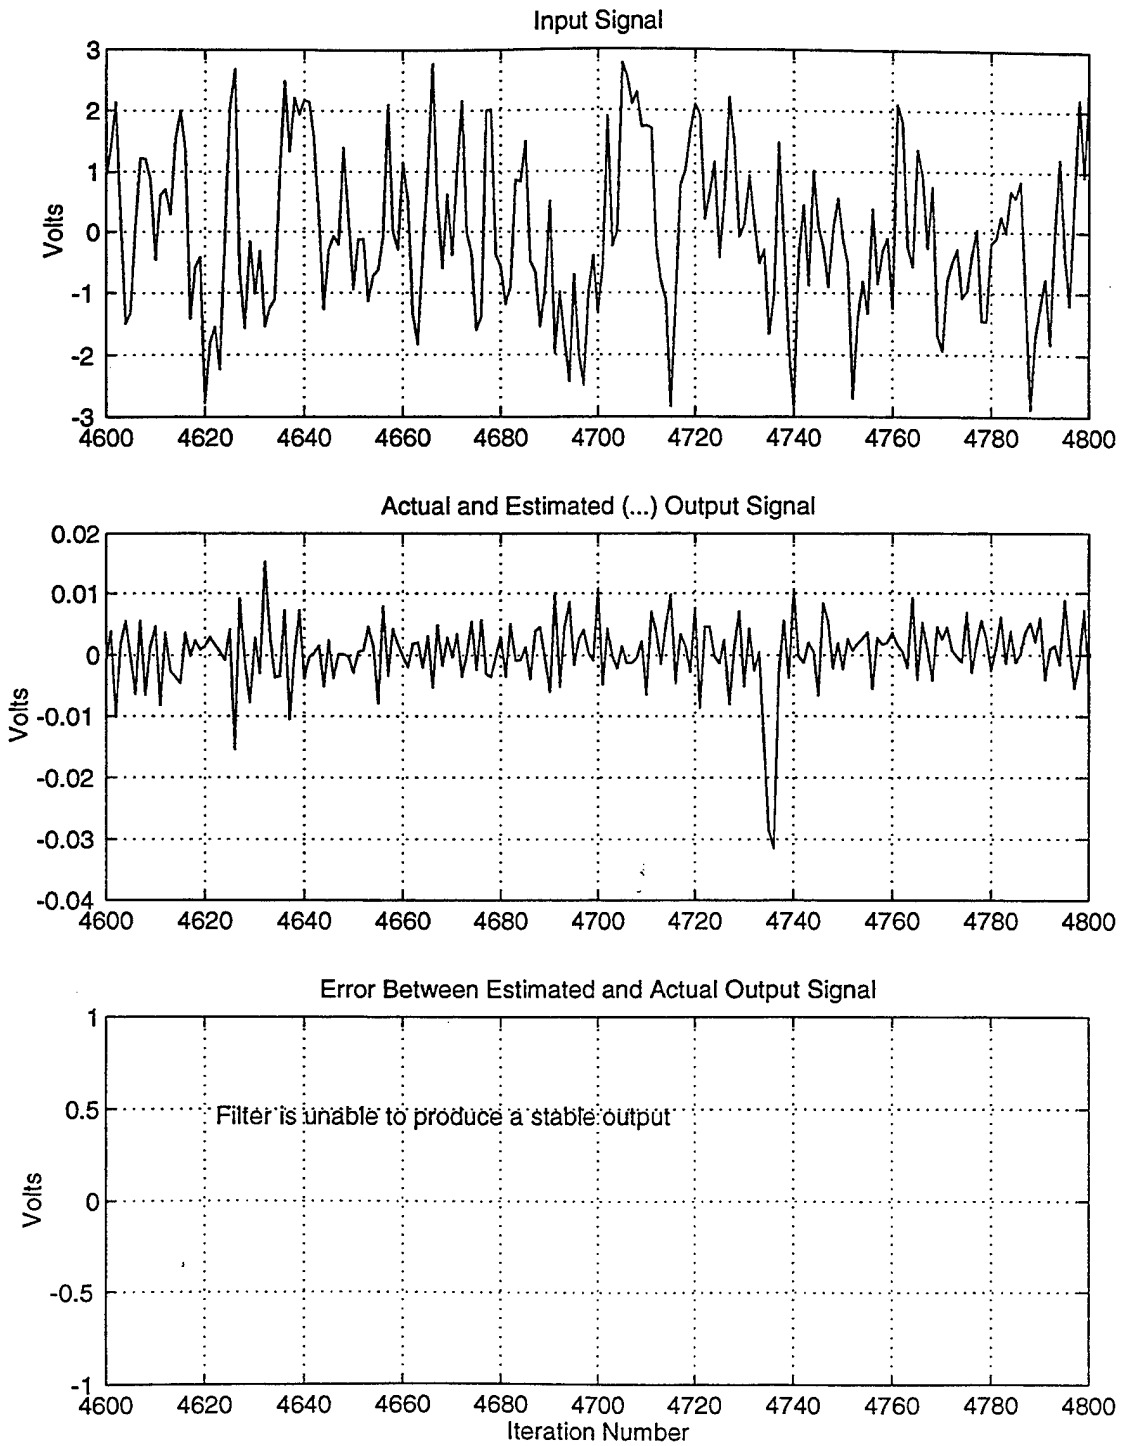 Input Signal
3
2
1
0
-1
-2
-3
Volts
4600 4620 4640 4660 4680 4700 4720 4740 4760 4780 4800
Actual and Estimated (...) Output Signal
0.02
0.01
0
-0.01
-0.02
-0.03
-0.04
Volts
4600 4620 4640 4660 4680 4700 4720 4740 4760 4780 4800
Error Between Estimated and Actual Output Signal
1
0.5
0
-0.5
-1
Volts
Filter is unable to produce a stable output
4600 4620 4640 4660 4680 4700 4720 4740 4760 4780 4800
Iteration Number